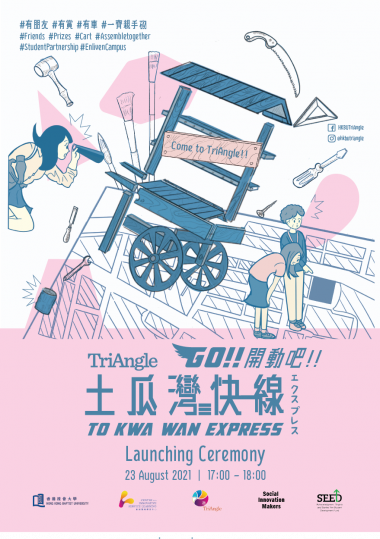 #有朋友 #有賞 #有車 #一齊親手砌
#Friends #Prizes #Cart #Assembletogether
#StudentPartnership #EnlivenCampus
HKBUTriAngle
@hkbutriangle
Come to TriAngle!!
TriAngle GO!! 開動吧!!
土瓜灣快線
エクスプレス
TO KWA WAN EXPRESS
Launching Ceremony
23 August 2021 | 17:00 - 18:00
香港浸會大學
HONG KONG BAPTIST UNIVERSITY
TriAngle
Social
Innovation
Makers
SEED